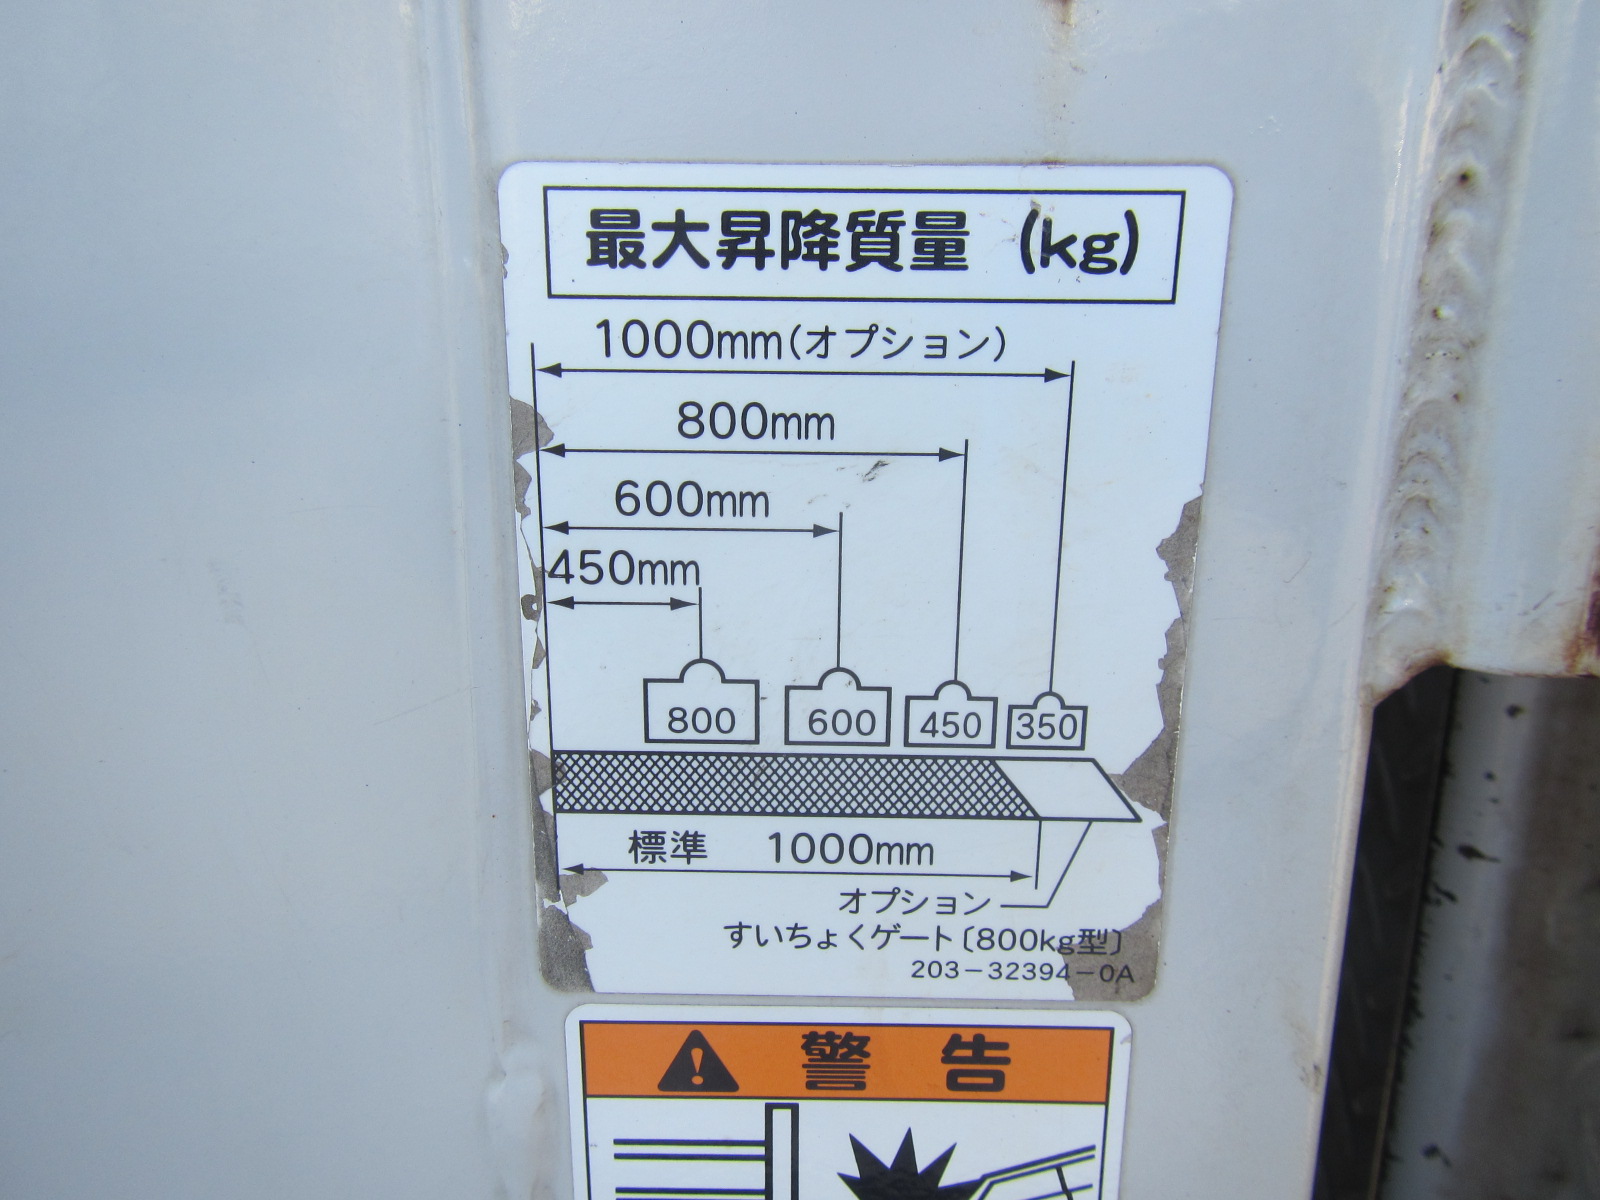 最大昇降質量 (kg)
1000mm(オプション)
800mm
600mm
450mm
800 600 450 350
標準 1000mm
オプション
すいちょくゲート〔800kg型〕
203-32394-0A
警告